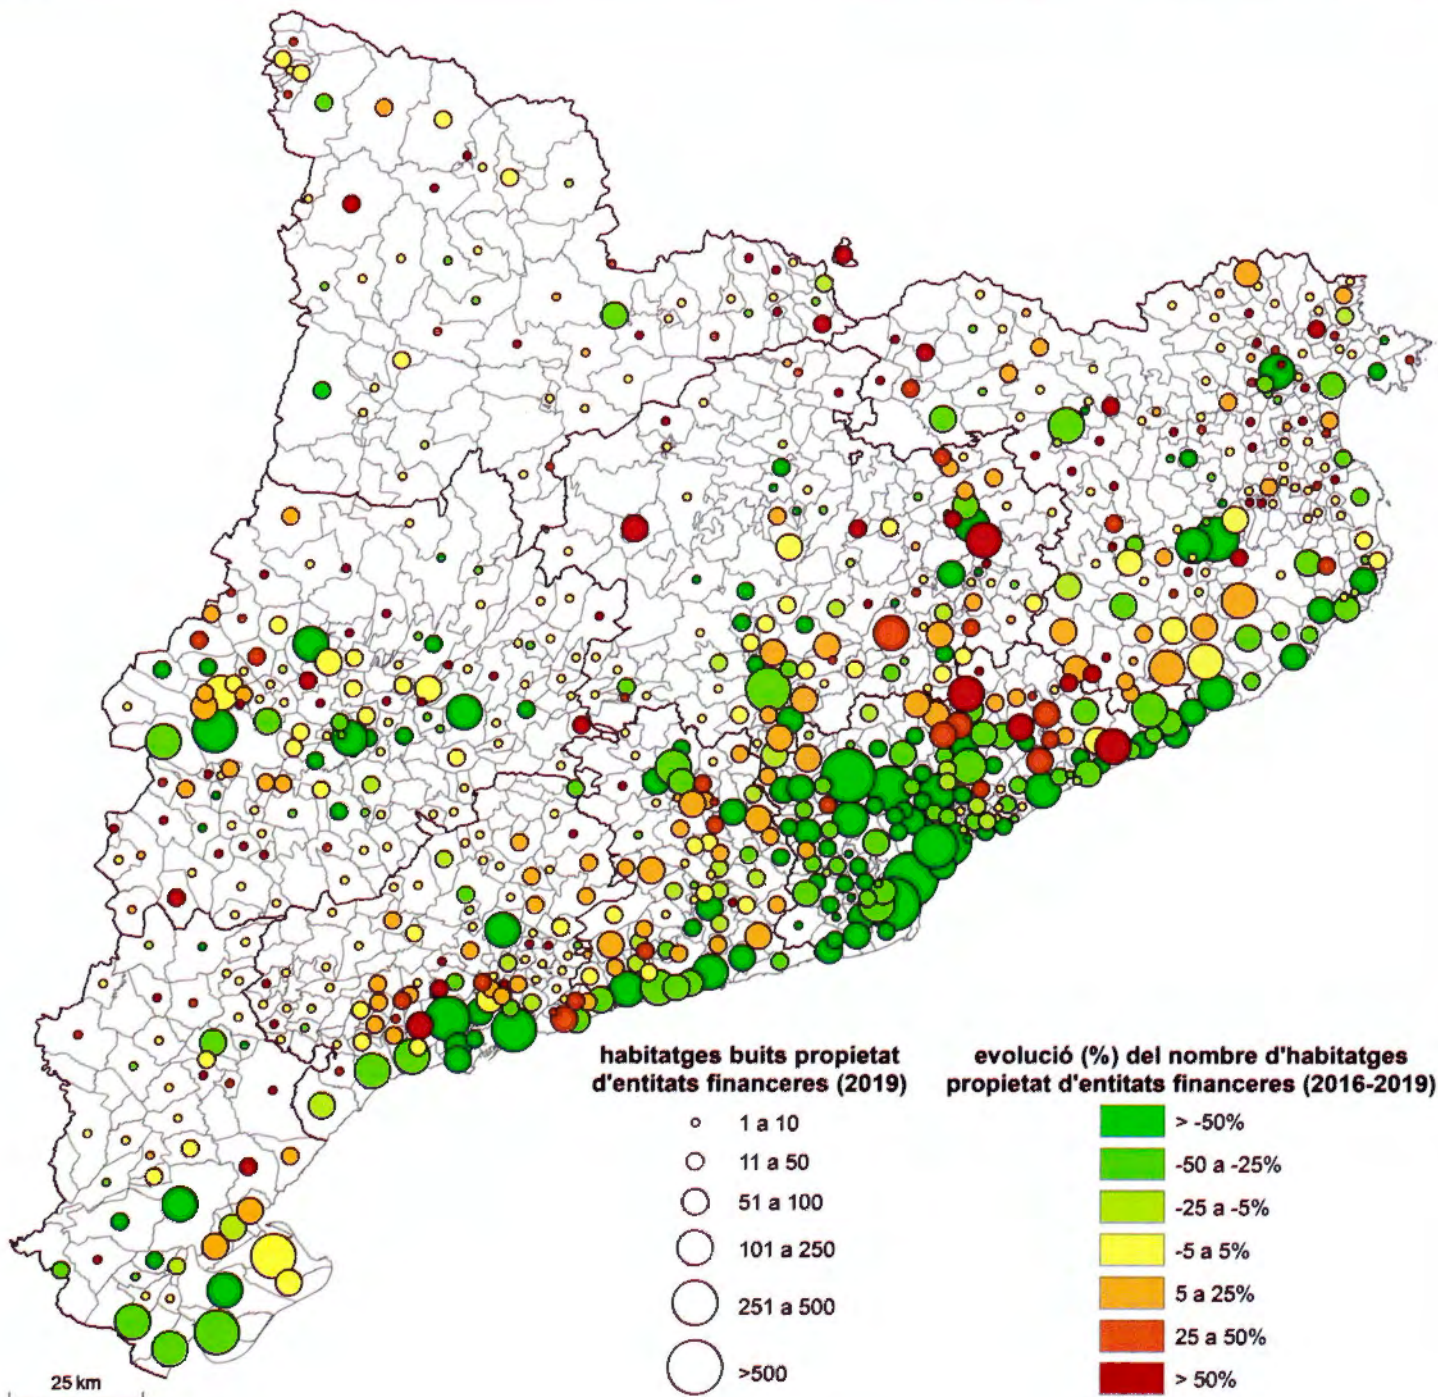 habitatges buits propietat
d'entitats financeres (2019)
1 a 10
11 a 50
51 a 100
101 a 250
251 a 500
>500
evolució (%) del nombre d'habitatges
propietat d'entitats financeres (2016-2019)
> -50%
-50 a -25%
-25 a -5%
-5 a 5%
5 a 25%
25 a 50%
> 50%
25 km